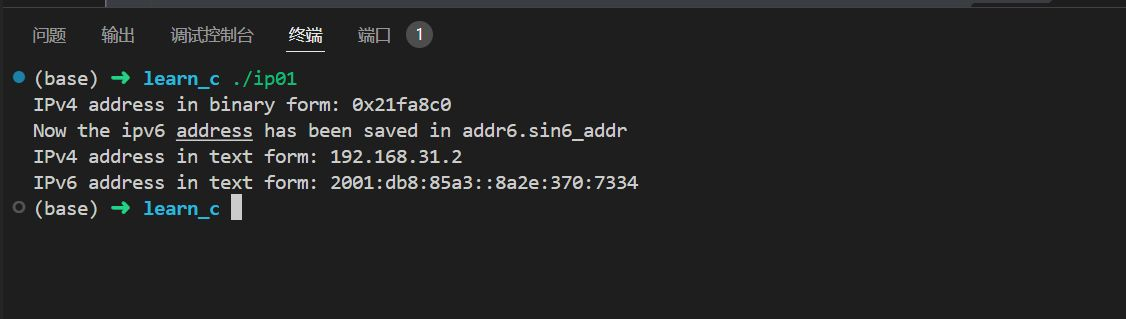 问题 输出 调试控制台 终端 端口 1
(base) ➜ learn_c ./ip01
IPv4 address in binary form: 0x21fa8c0
Now the ipv6 address has been saved in addr6.sin6_addr
IPv4 address in text form: 192.168.31.2
IPv6 address in text form: 2001:db8:85a3::8a2e:370:7334
(base) ➜ learn_c